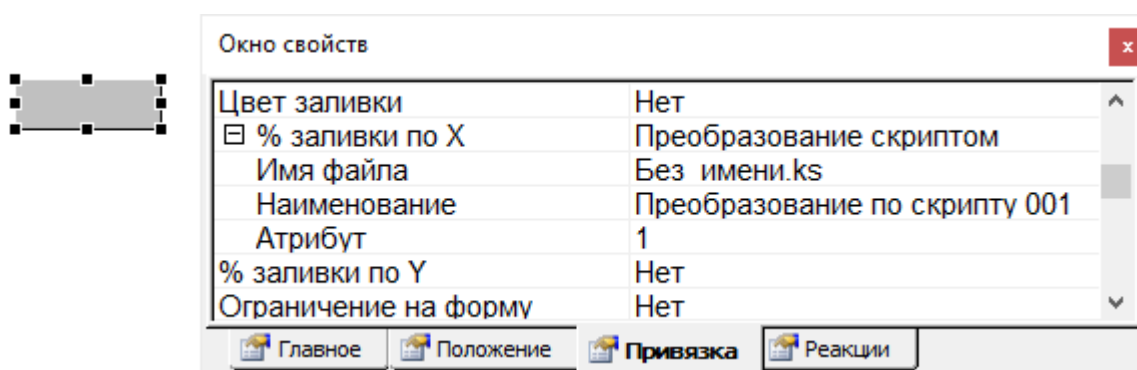 Окно свойств
x
Цвет заливки Нет
% заливки по X Преобразование скриптом
Имя файла Без имени.ks
Наименование Преобразование по скрипту 001
Атрибут 1
% заливки по Y Нет
Ограничение на форму Нет
Главное Положение Привязка Реакции